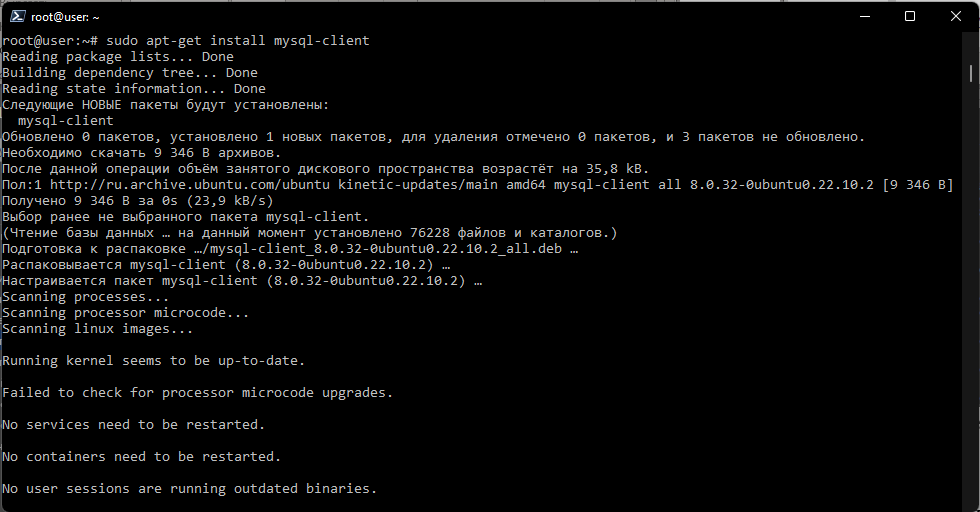 root@user: ~
root@user:~# sudo apt-get install mysql-client
Reading package lists... Done
Building dependency tree... Done
Reading state information... Done
Следующие НОВЫЕ пакеты будут установлены:
  mysql-client
Обновлено 0 пакетов, установлено 1 новых пакетов, для удаления отмечено 0 пакетов, и 3 пакетов не обновлено.
Необходимо скачать 9 346 B архивов.
После данной операции объём занятого дискового пространства возрастёт на 35,8 kB.
Пол:1 http://ru.archive.ubuntu.com/ubuntu kinetic-updates/main amd64 mysql-client all 8.0.32-0ubuntu0.22.10.2 [9 346 B]
Получено 9 346 B за 0s (23,9 kB/s)
Выбор ранее не выбранного пакета mysql-client.
(Чтение базы данных … на данный момент установлено 76228 файлов и каталогов.)
Подготовка к распаковке …/mysql-client_8.0.32-0ubuntu0.22.10.2_all.deb …
Распаковывается mysql-client (8.0.32-0ubuntu0.22.10.2) …
Настраивается пакет mysql-client (8.0.32-0ubuntu0.22.10.2) …
Scanning processes...
Scanning processor microcode...
Scanning linux images...
Running kernel seems to be up-to-date.
Failed to check for processor microcode upgrades.
No services need to be restarted.
No containers need to be restarted.
No user sessions are running outdated binaries.